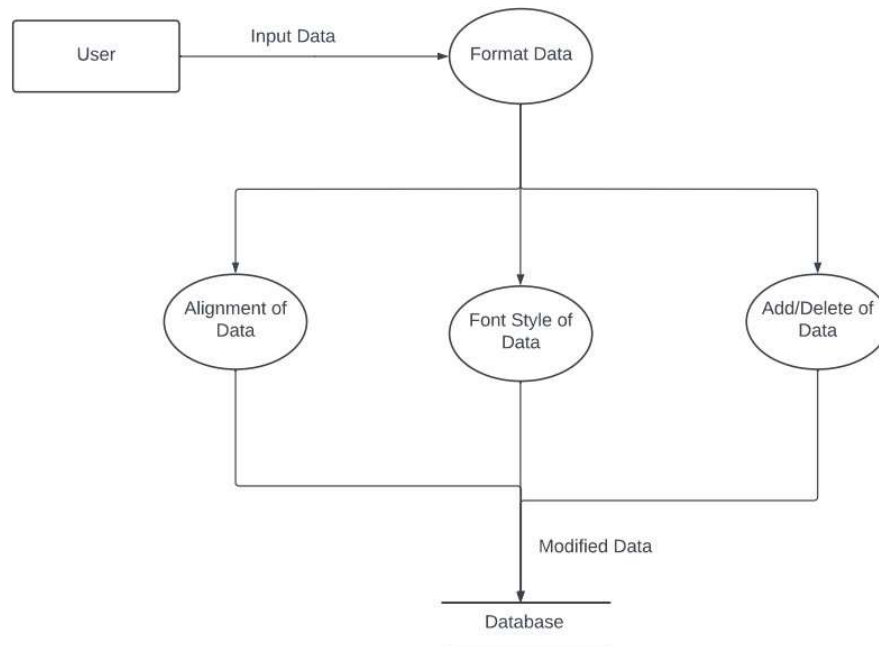 User
Input Data
Format Data
Alignment of
Data
Font Style of
Data
Add/Delete of
Data
Modified Data
Database